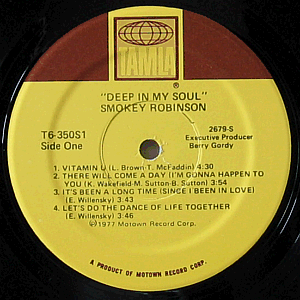 TAMLA
®
"DEEP IN MY SOUL"
SMOKEY ROBINSON
T6-350S1
Side One
2679-S
Executive Producer
Berry Gordy
1. VITAMIN U (L. Brown-T. McFaddin) 4:30
2. THERE WILL COME A DAY (I'M GONNA HAPPEN TO
YOU (K. Wakefield-M. Sutton-B. Sutton) 3:54
3. IT'S BEEN A LONG TIME (SINCE I BEEN IN LOVE)
(E. Willensky) 3:46
4. LET'S DO THE DANCE OF LIFE TOGETHER
(E. Willensky) 4:46
©1977 Motown Record Corp.
A PRODUCT OF MOTOWN RECORD CORP.